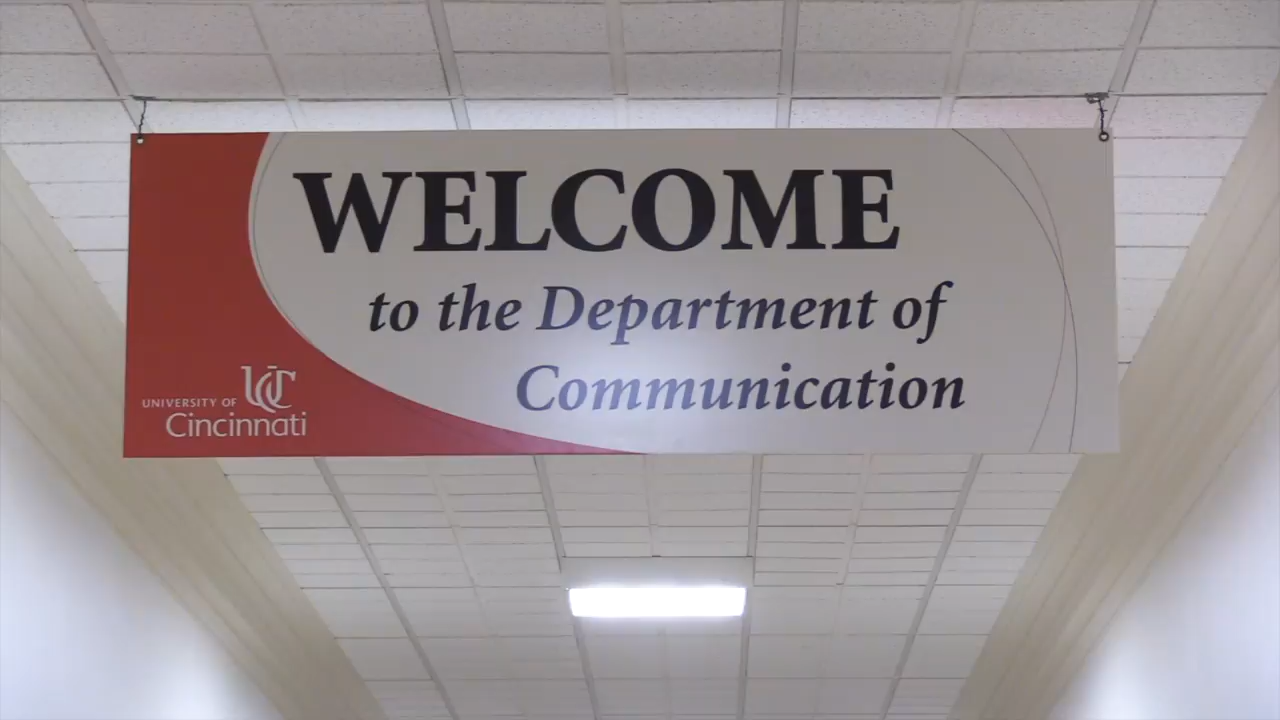 WELCOME
to the Department of
Communication
UC
UNIVERSITY OF
Cincinnati